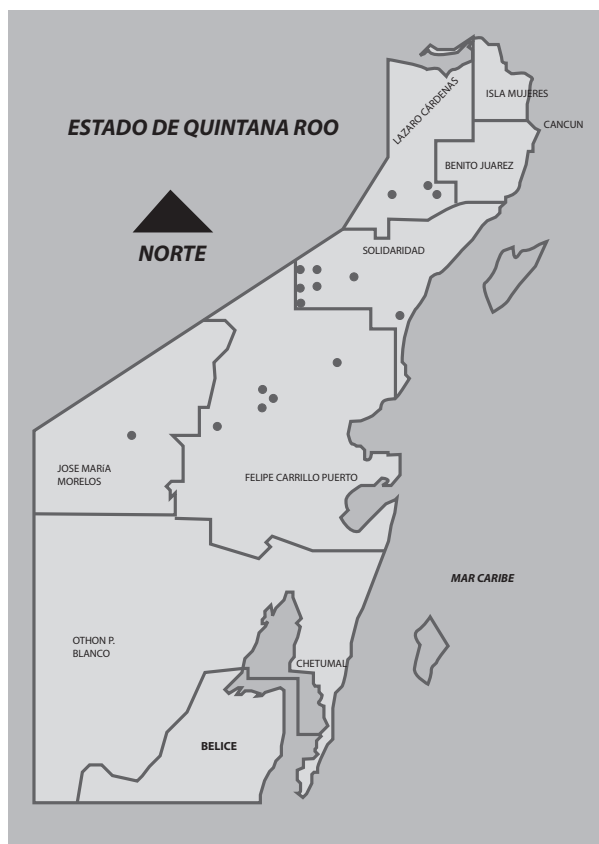 ESTADO DE QUINTANA ROO
NORTE
LAZARO CÁRDENAS
ISLA MUJERES
CANCUN
BENITO JUAREZ
SOLIDARIDAD
JOSE MARíA
MORELOS
FELIPE CARRILLO PUERTO
MAR CARIBE
OTHON P.
BLANCO
CHETUMAL
BELICE